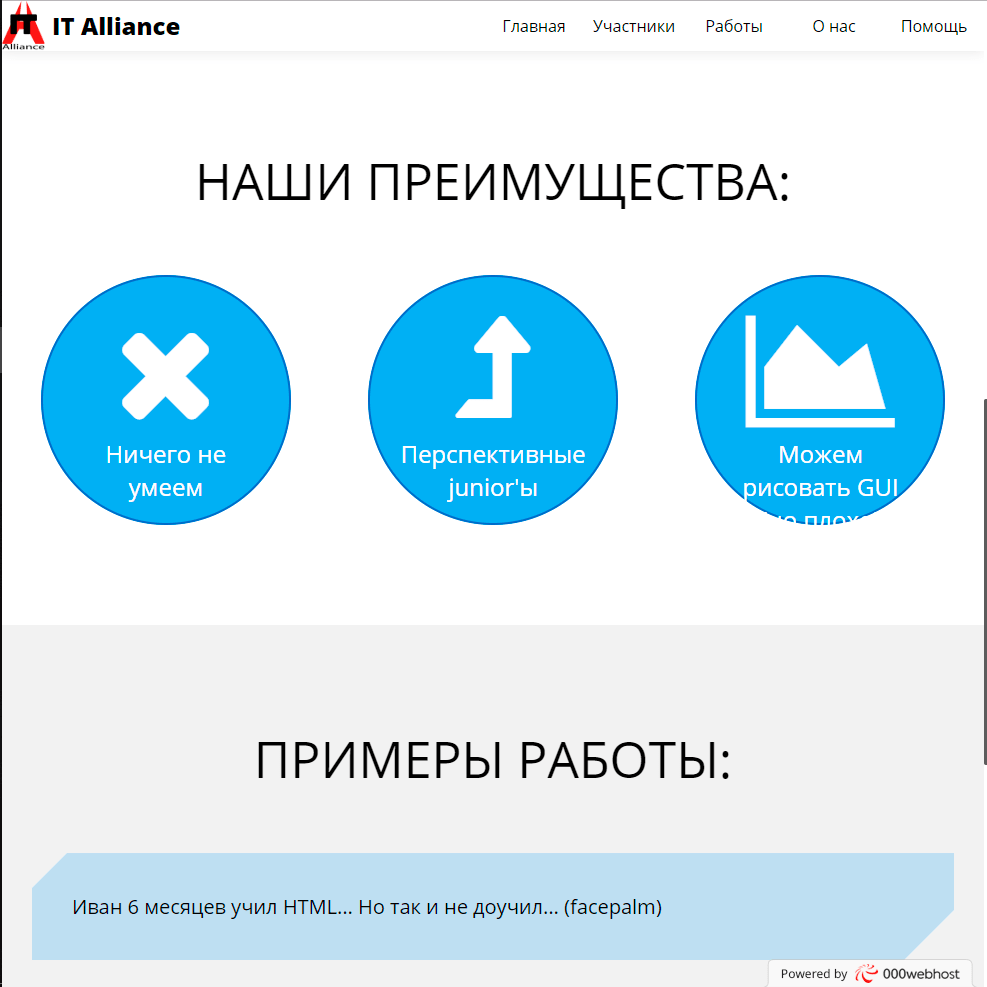 IT Alliance
IT Alliance Главная Участники Работы О нас Помощь
НАШИ ПРЕИМУЩЕСТВА:
Ничего не
умеем
Перспективные
junior'ы
Можем
рисовать GUI
ПРИМЕРЫ РАБОТЫ:
Иван 6 месяцев учил HTML... Но так и не доучил... (facepalm)
Powered by 000webhost